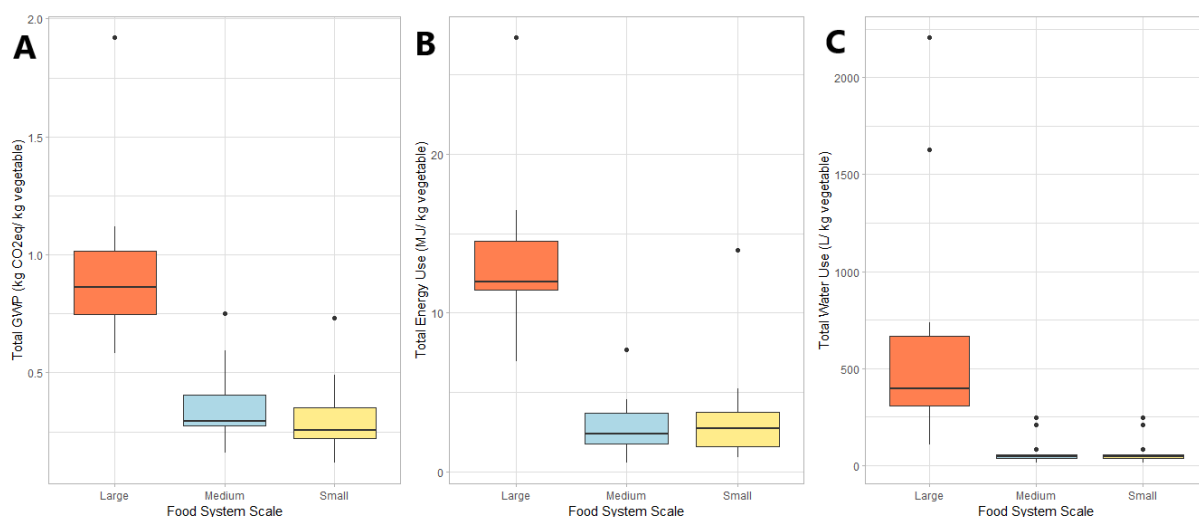 A
Total GWP (kg CO2eq/ kg vegetable)
2.0
1.5
1.0
0.5
Large
Medium
Small
Food System Scale
B
Total Energy Use (MJ/ kg vegetable)
20
10
0
Large
Medium
Small
Food System Scale
C
Total Water Use (L/ kg vegetable)
2000
1500
1000
500
0
Large
Medium
Small
Food System Scale